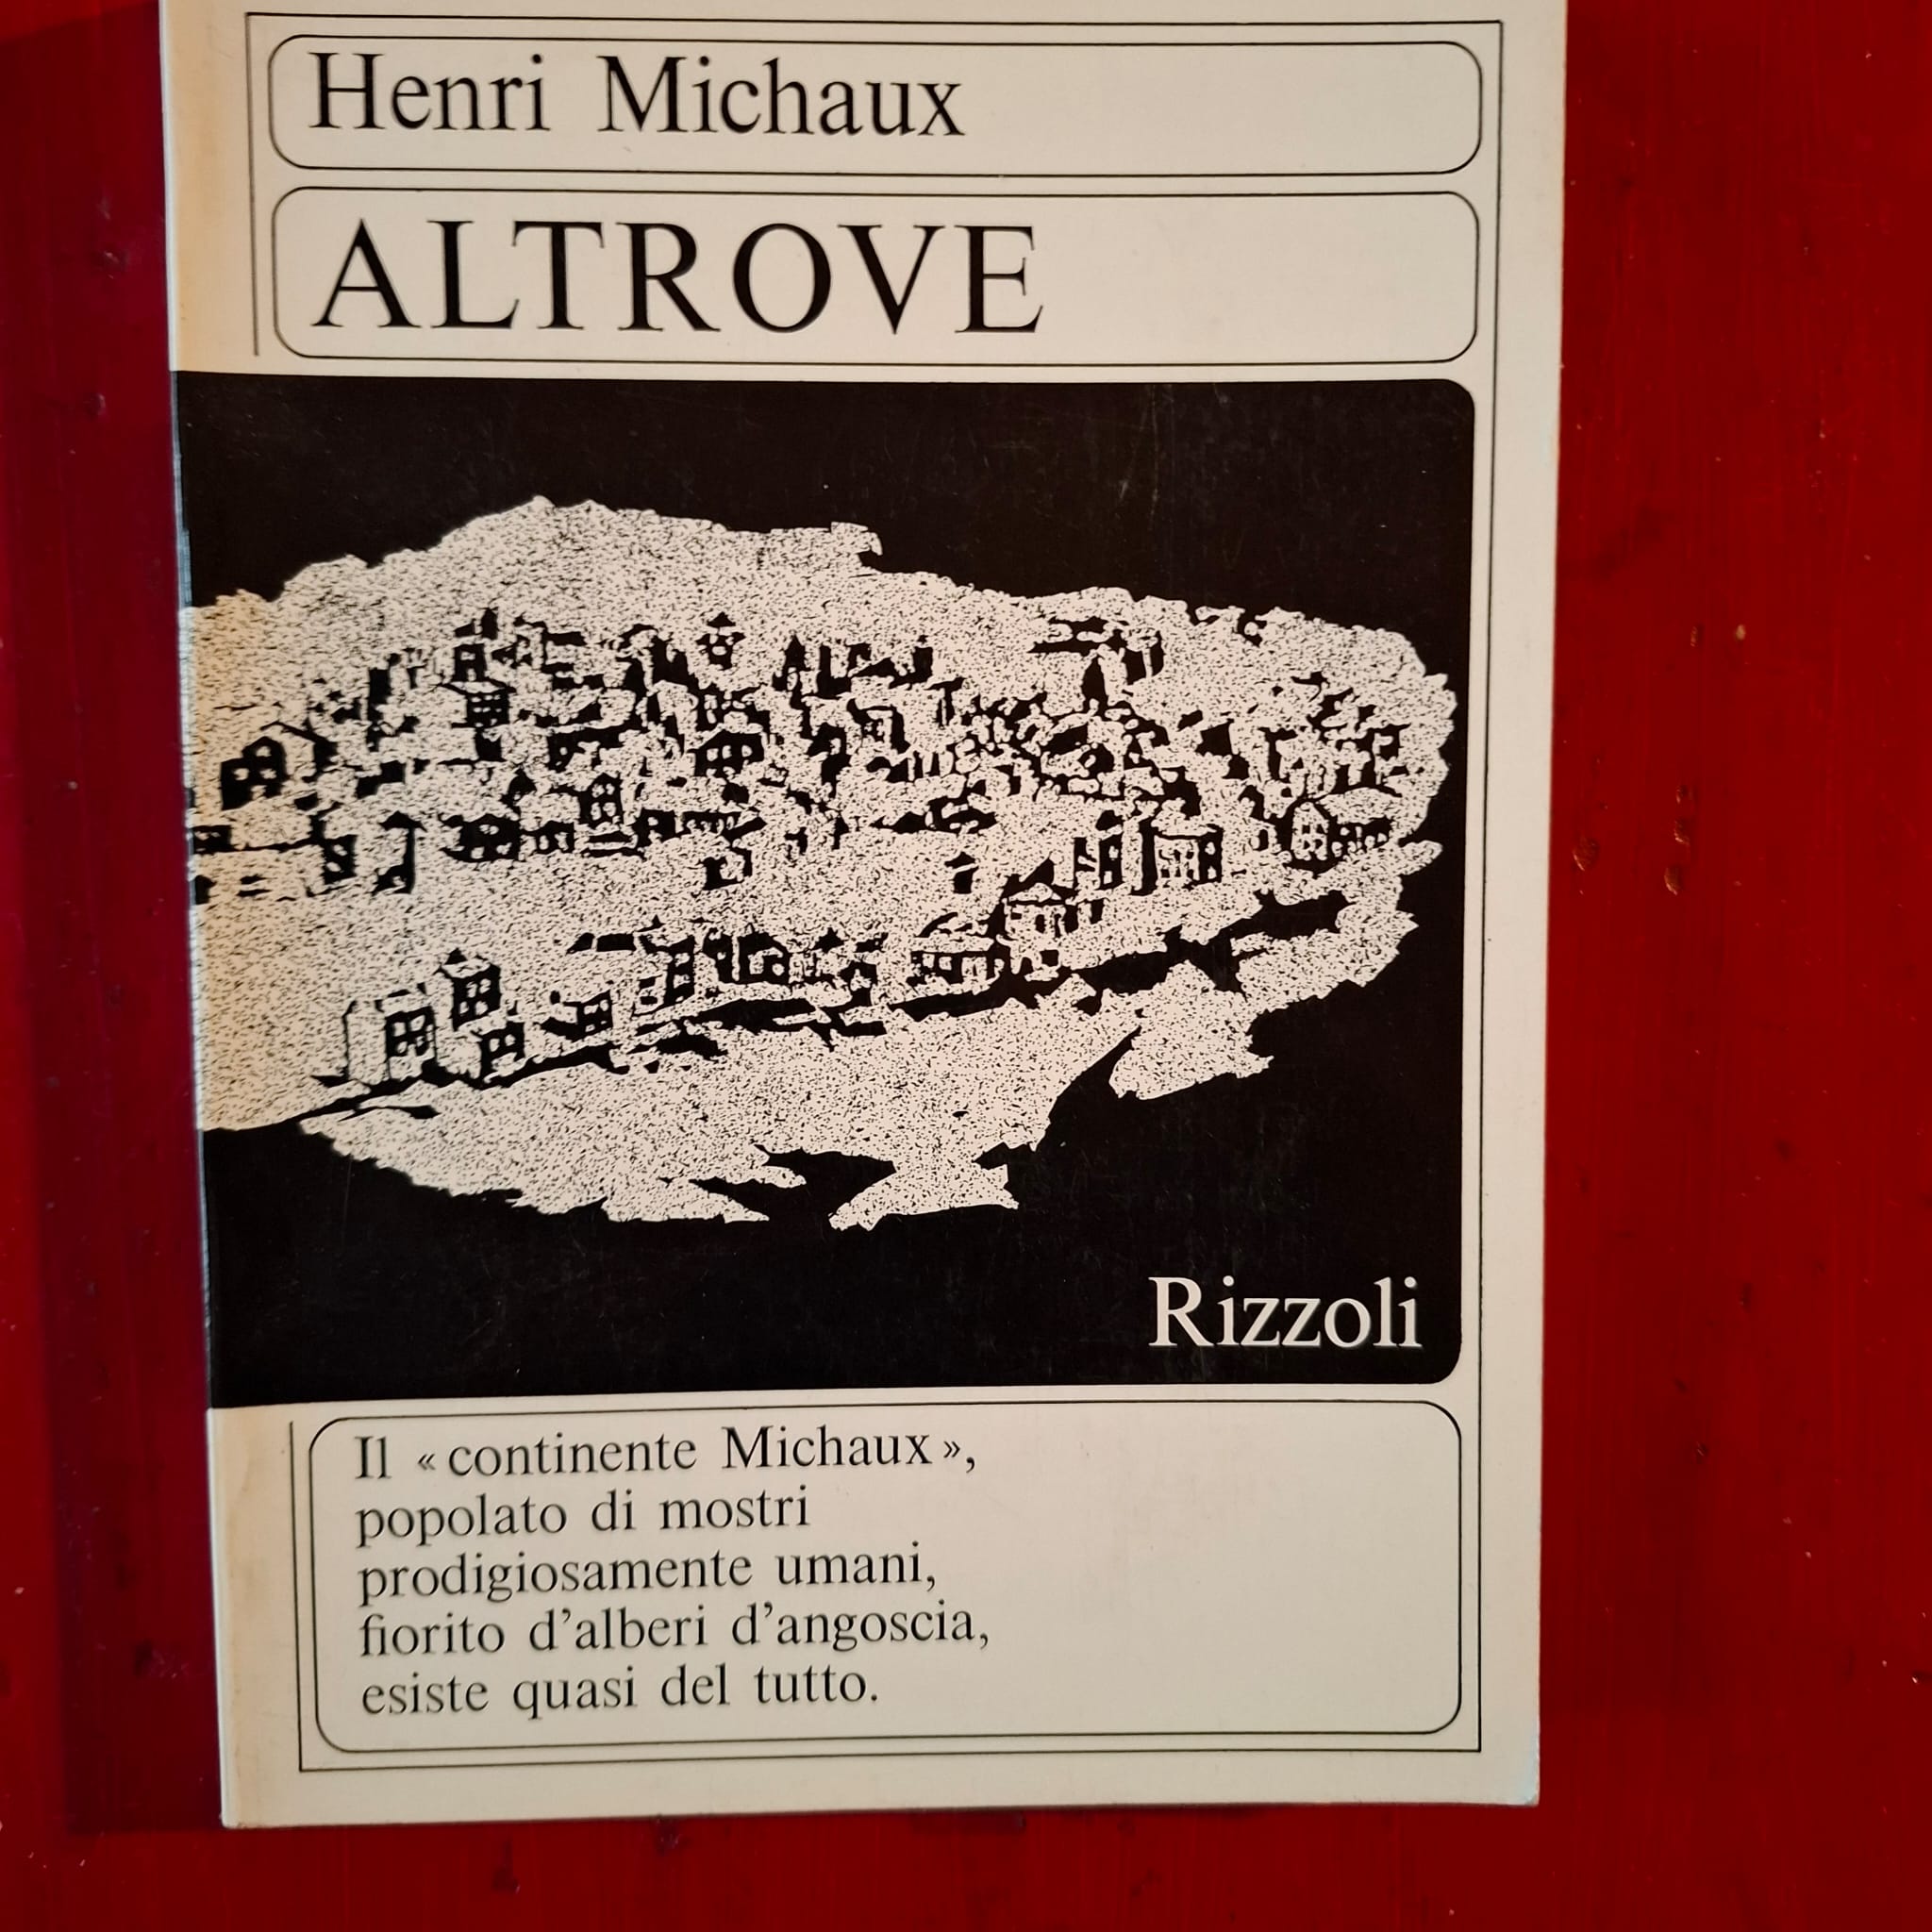 Henri Michaux
ALTROVE
Rizzoli
Il « continente Michaux »,
popolato di mostri
prodigiosamente umani,
fiorito d’alberi d’angoscia,
esiste quasi del tutto.